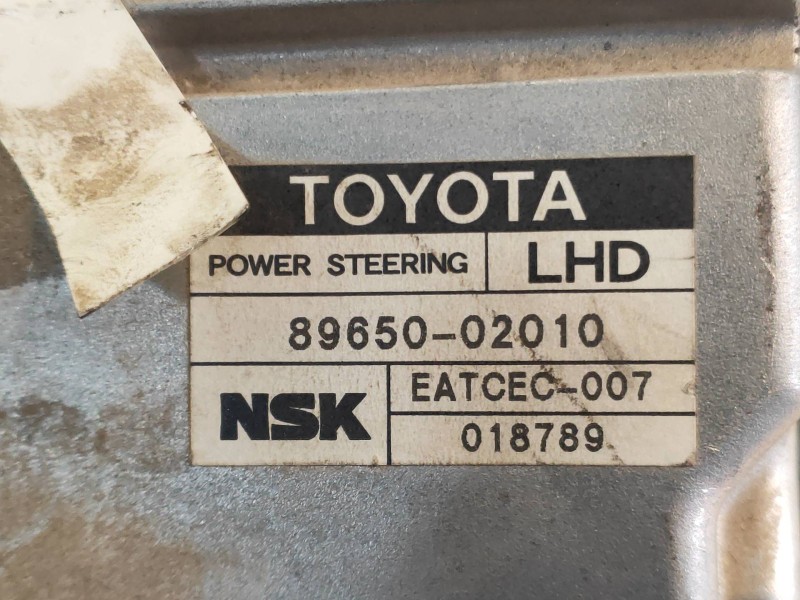 TOYOTA
POWER STEERING LHD
89650-02010
NSK EATCEC-007
018789